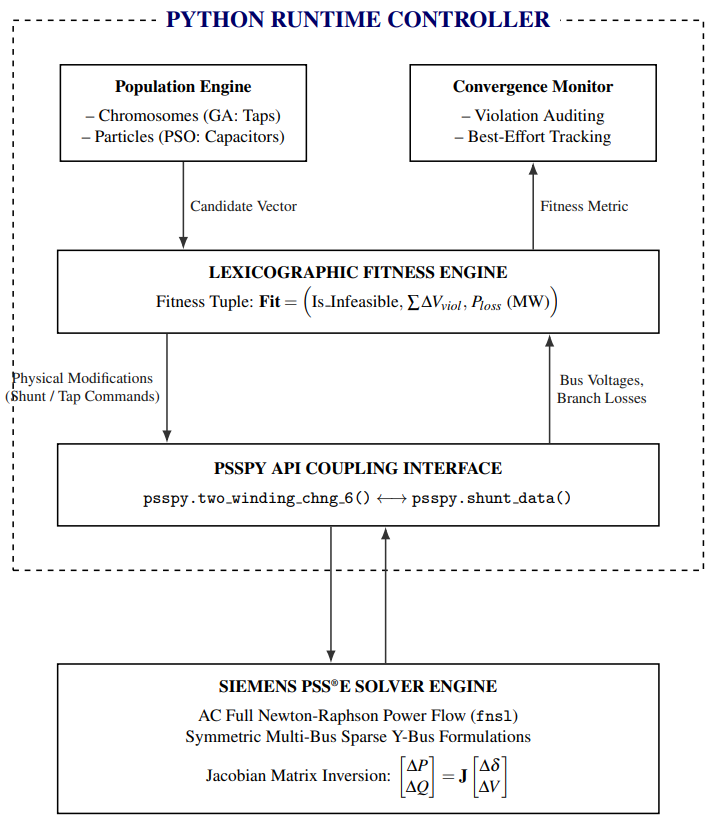 PYTHON RUNTIME CONTROLLER
Population Engine
– Chromosomes (GA: Taps)
– Particles (PSO: Capacitors)
Convergence Monitor
– Violation Auditing
– Best-Effort Tracking
Candidate Vector
Fitness Metric
LEXICOGRAPHIC FITNESS ENGINE
Fitness Tuple: Fit = (Is_Infeasible, ∑ΔV_viol, P_loss (MW))
Physical Modifications
(Shunt / Tap Commands)
Bus Voltages,
Branch Losses
PSSPY API COUPLING INTERFACE
psspy.two_winding_chng_6() ⟷ psspy.shunt_data()
SIEMENS PSS®E SOLVER ENGINE
AC Full Newton-Raphson Power Flow (fnsl)
Symmetric Multi-Bus Sparse Y-Bus Formulations
Jacobian Matrix Inversion: [ΔP ΔQ] = J [Δδ ΔV]